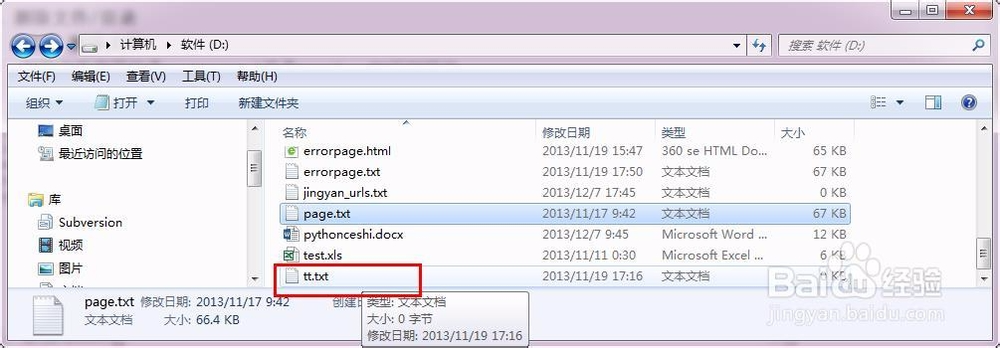 计算机 ▸ 软件 (D:)
搜索 软件 (D:)
文件(F) 编辑(E) 查看(V) 工具(T) 帮助(H)
组织 打开 打印 新建文件夹
桌面
最近访问的位置
库
Subversion
视频
图片
名称 修改日期 类型 大小
errorpage.html 2013/11/19 15:47 360 se HTML Do... 65 KB
errorpage.txt 2013/11/19 17:50 文本文档 67 KB
jingyan_urls.txt 2013/12/7 17:45 文本文档 0 KB
page.txt 2013/11/17 9:42 文本文档 67 KB
pythonceshi.docx 2013/12/7 9:45 Microsoft Word ... 12 KB
test.xls 2013/11/11 0:30 Microsoft Excel ... 6 KB
tt.txt 2013/11/19 17:16 文本文档 0 KB
page.txt 修改日期: 2013/11/17 9:42 创建日
文本文档 大小: 66.4 KB
类型: 文本文档
大小: 0 字节
修改日期: 2013/11/19 17:16
Baidu 经验
jingyan.baidu.com